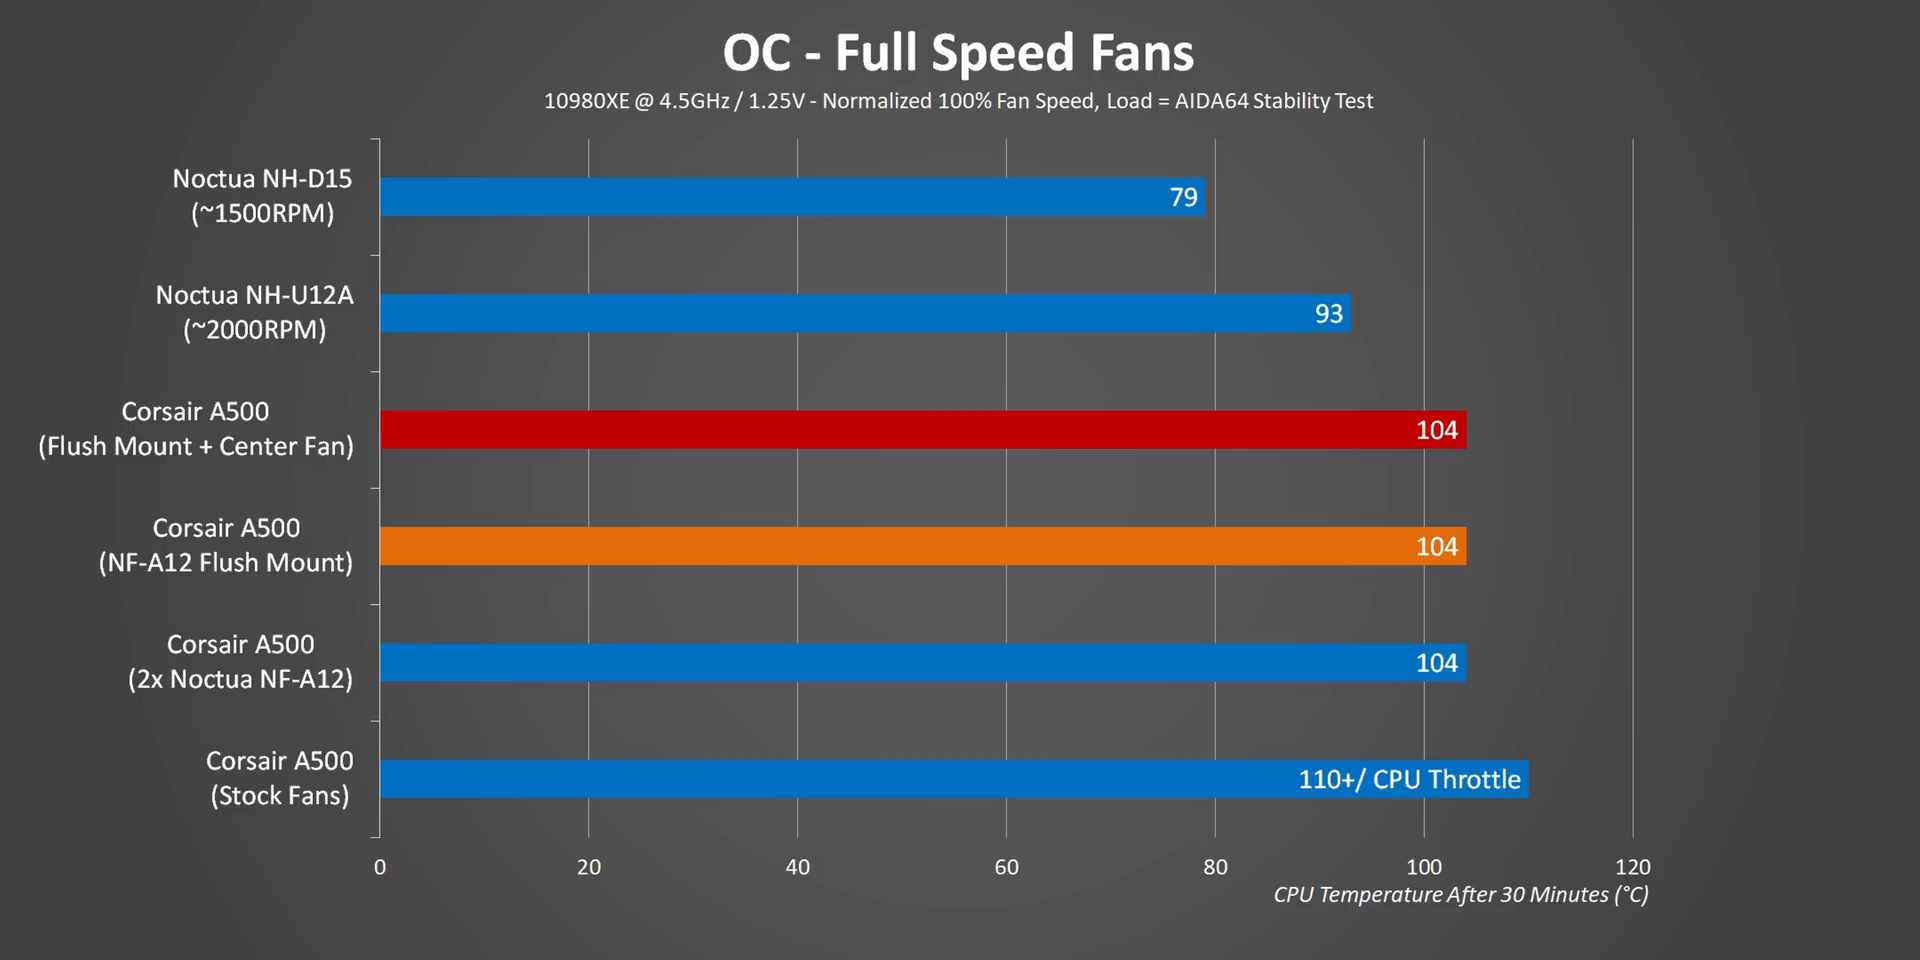 OC - Full Speed Fans
10980XE @ 4.5GHz / 1.25V - Normalized 100% Fan Speed, Load = AIDA64 Stability Test
Noctua NH-D15
(~1500RPM)
79
Noctua NH-U12A
(~2000RPM)
93
Corsair A500
(Flush Mount + Center Fan)
104
Corsair A500
(NF-A12 Flush Mount)
104
Corsair A500
(2x Noctua NF-A12)
104
Corsair A500
(Stock Fans)
110+/ CPU Throttle
0 20 40 60 80 100 120
CPU Temperature After 30 Minutes (°C)